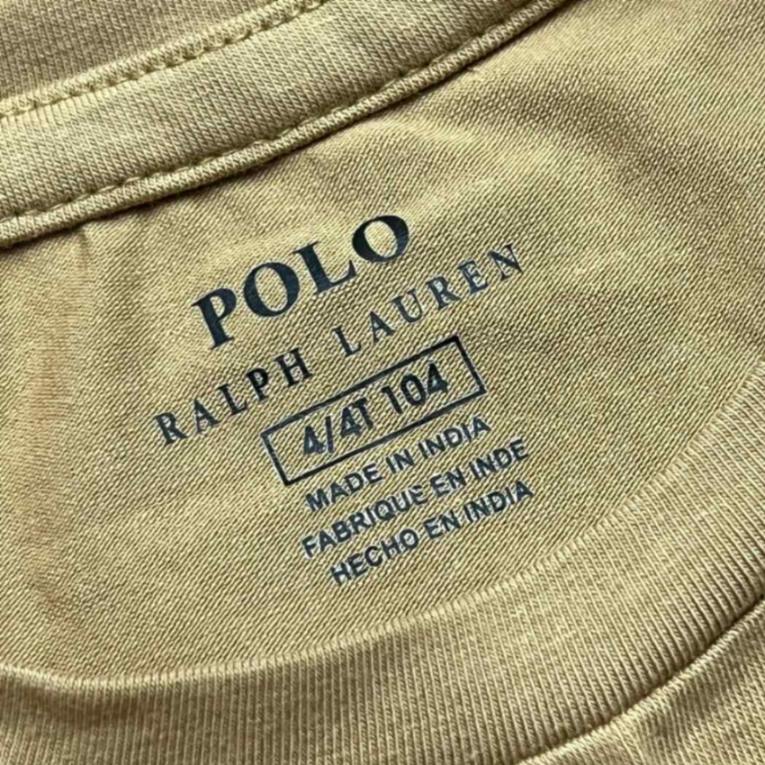 POLO
RALPH LAUREN
4/4T 104
MADE IN INDIA
FABRIQUE EN INDE
HECHO EN INDIA